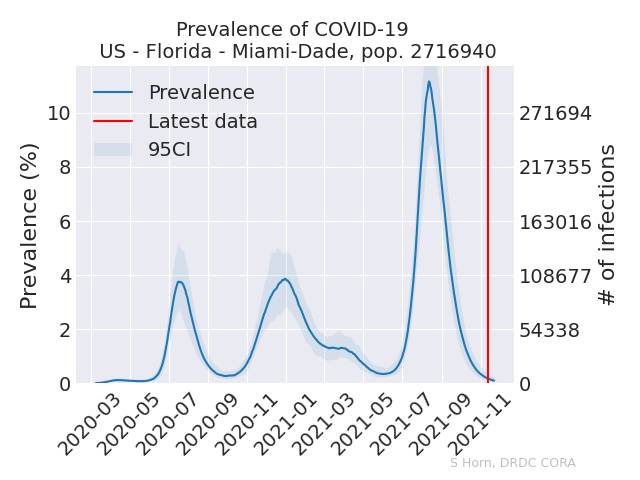 Prevalence of COVID-19
US - Florida - Miami-Dade, pop. 2716940
Prevalence
Latest data
95CI
Prevalence (%)
10
8
6
4
2
0
271694
217355
163016
108677
54338
0
# of infections
2020-03
2020-05
2020-07
2020-09
2020-11
2021-01
2021-03
2021-05
2021-07
2021-09
2021-11
S Horn, DRDC CORA